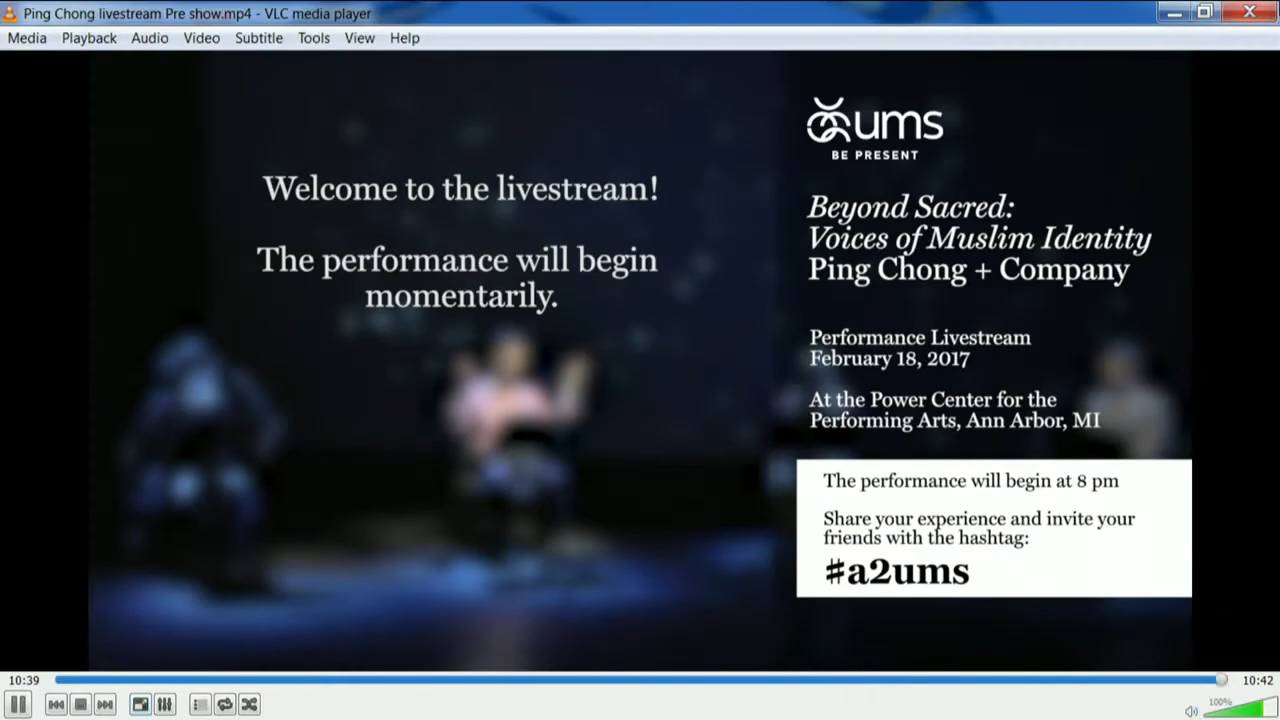 Ping Chong livestream Pre show.mp4 - VLC media player
Media Playback Audio Video Subtitle Tools View Help
Welcome to the livestream!
The performance will begin
momentarily.
ums
BE PRESENT
Beyond Sacred:
Voices of Muslim Identity
Ping Chong + Company
Performance Livestream
February 18, 2017
At the Power Center for the
Performing Arts, Ann Arbor, MI
The performance will begin at 8 pm
Share your experience and invite your
friends with the hashtag:
#a2ums
10:39
10:42
100%